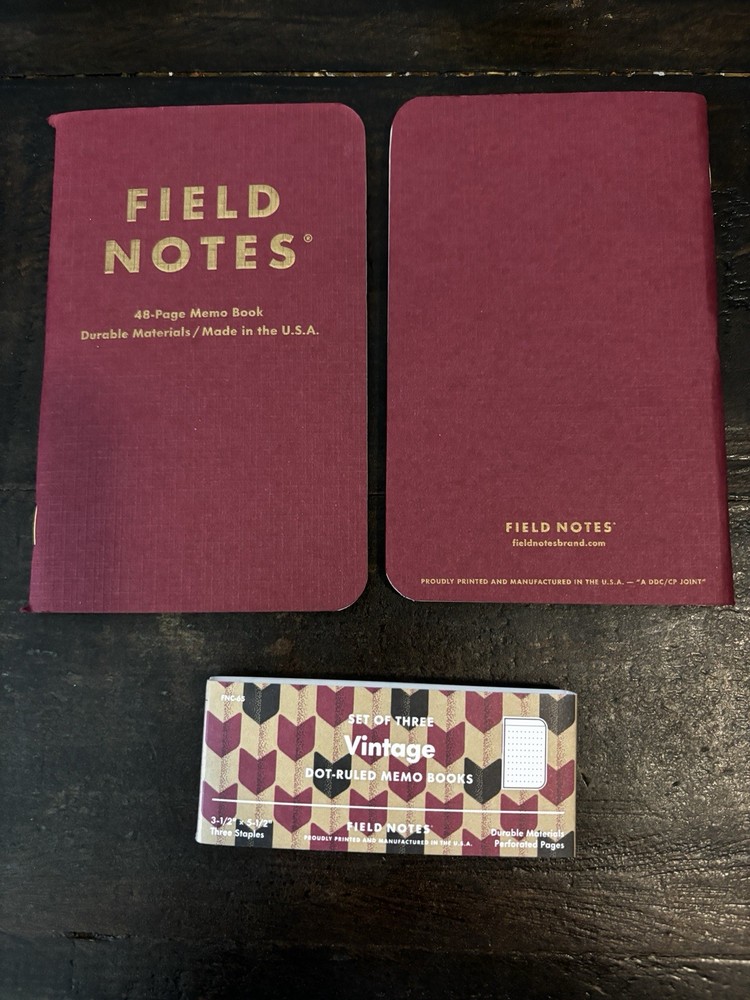 FIELD
NOTES®
48-Page Memo Book
Durable Materials / Made in the U.S.A.
FIELD NOTES®
fieldnotesbrand.com
PROUDLY PRINTED AND MANUFACTURED IN THE U.S.A. — "A DDC/CP JOINT"
FNC-65
SET OF THREE
Vintage
DOT-RULED MEMO BOOKS
3-1/2" × 5-1/2"
Three Staples
FIELD NOTES®
PROUDLY PRINTED AND MANUFACTURED IN THE U.S.A.
Durable Materials
Perforated Pages